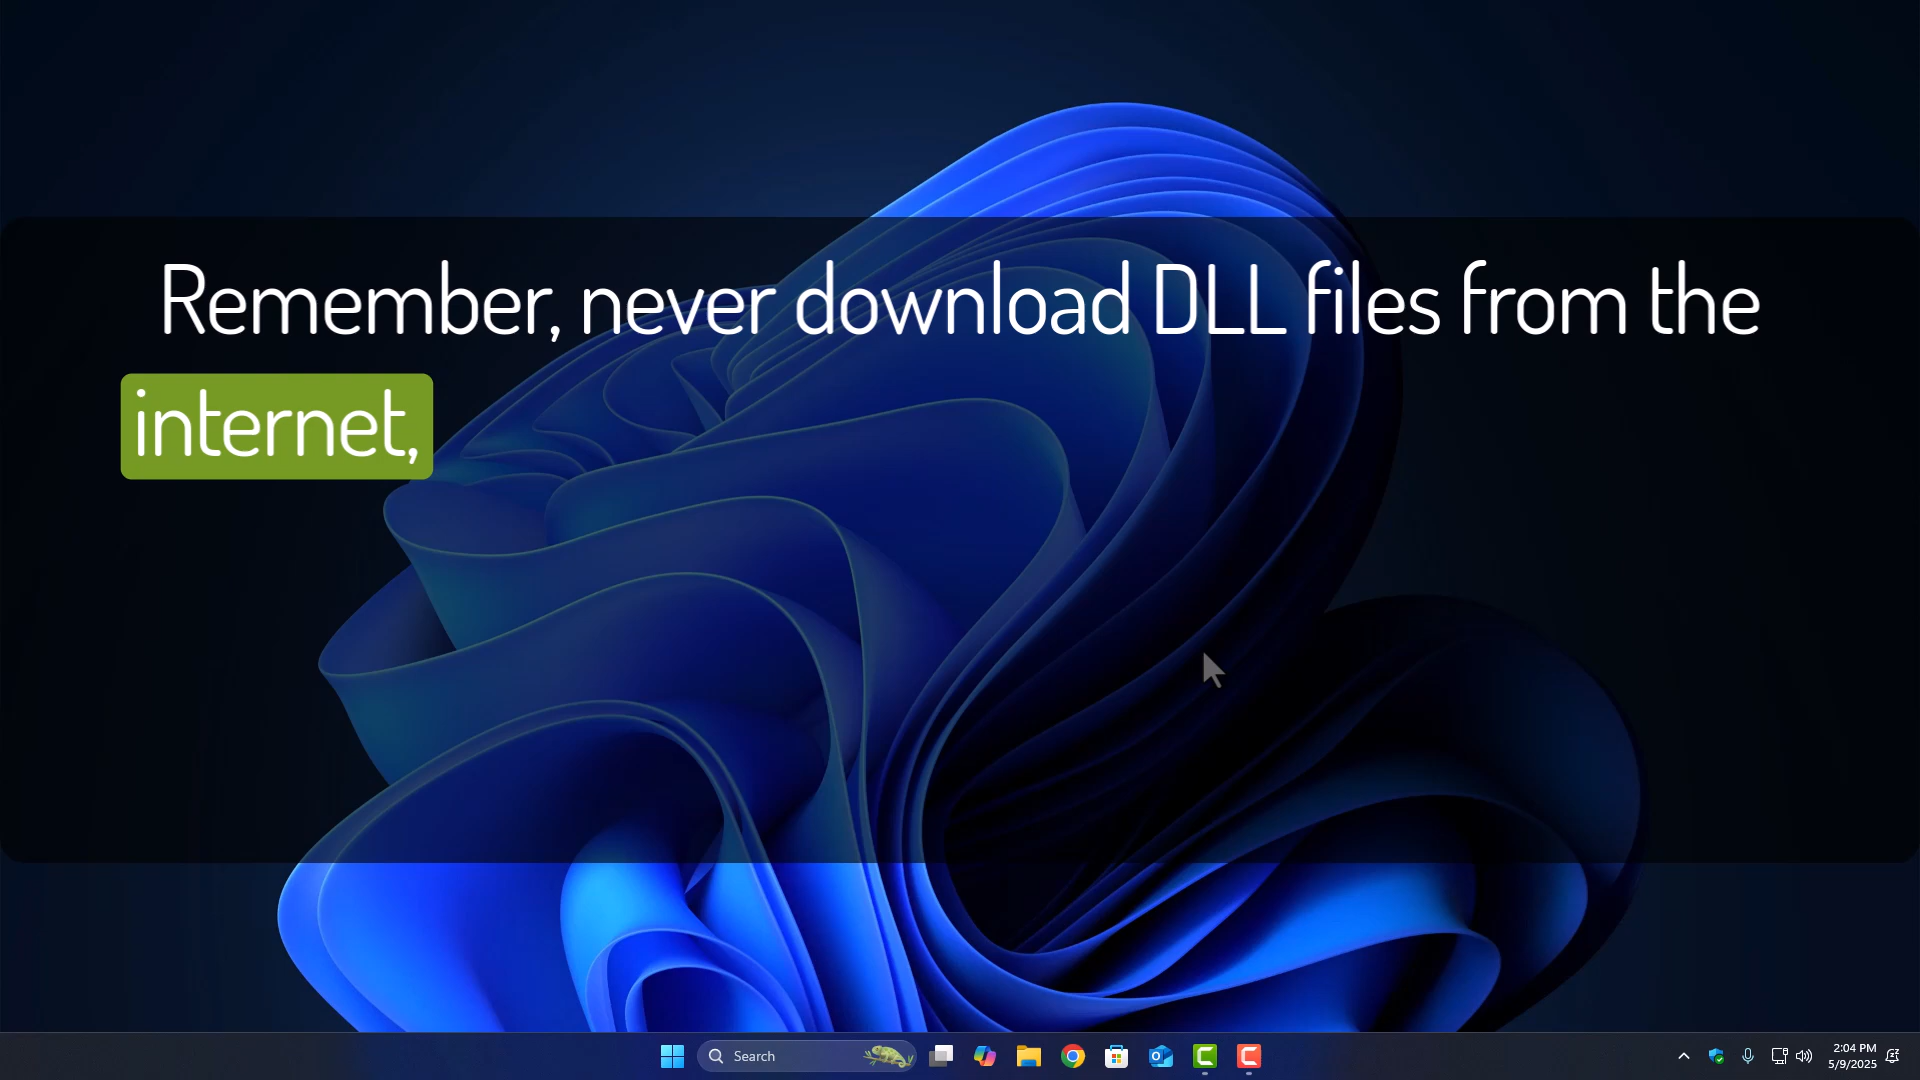 Remember, never download DLL files from the
internet,
Search
2:04 PM
5/9/2025